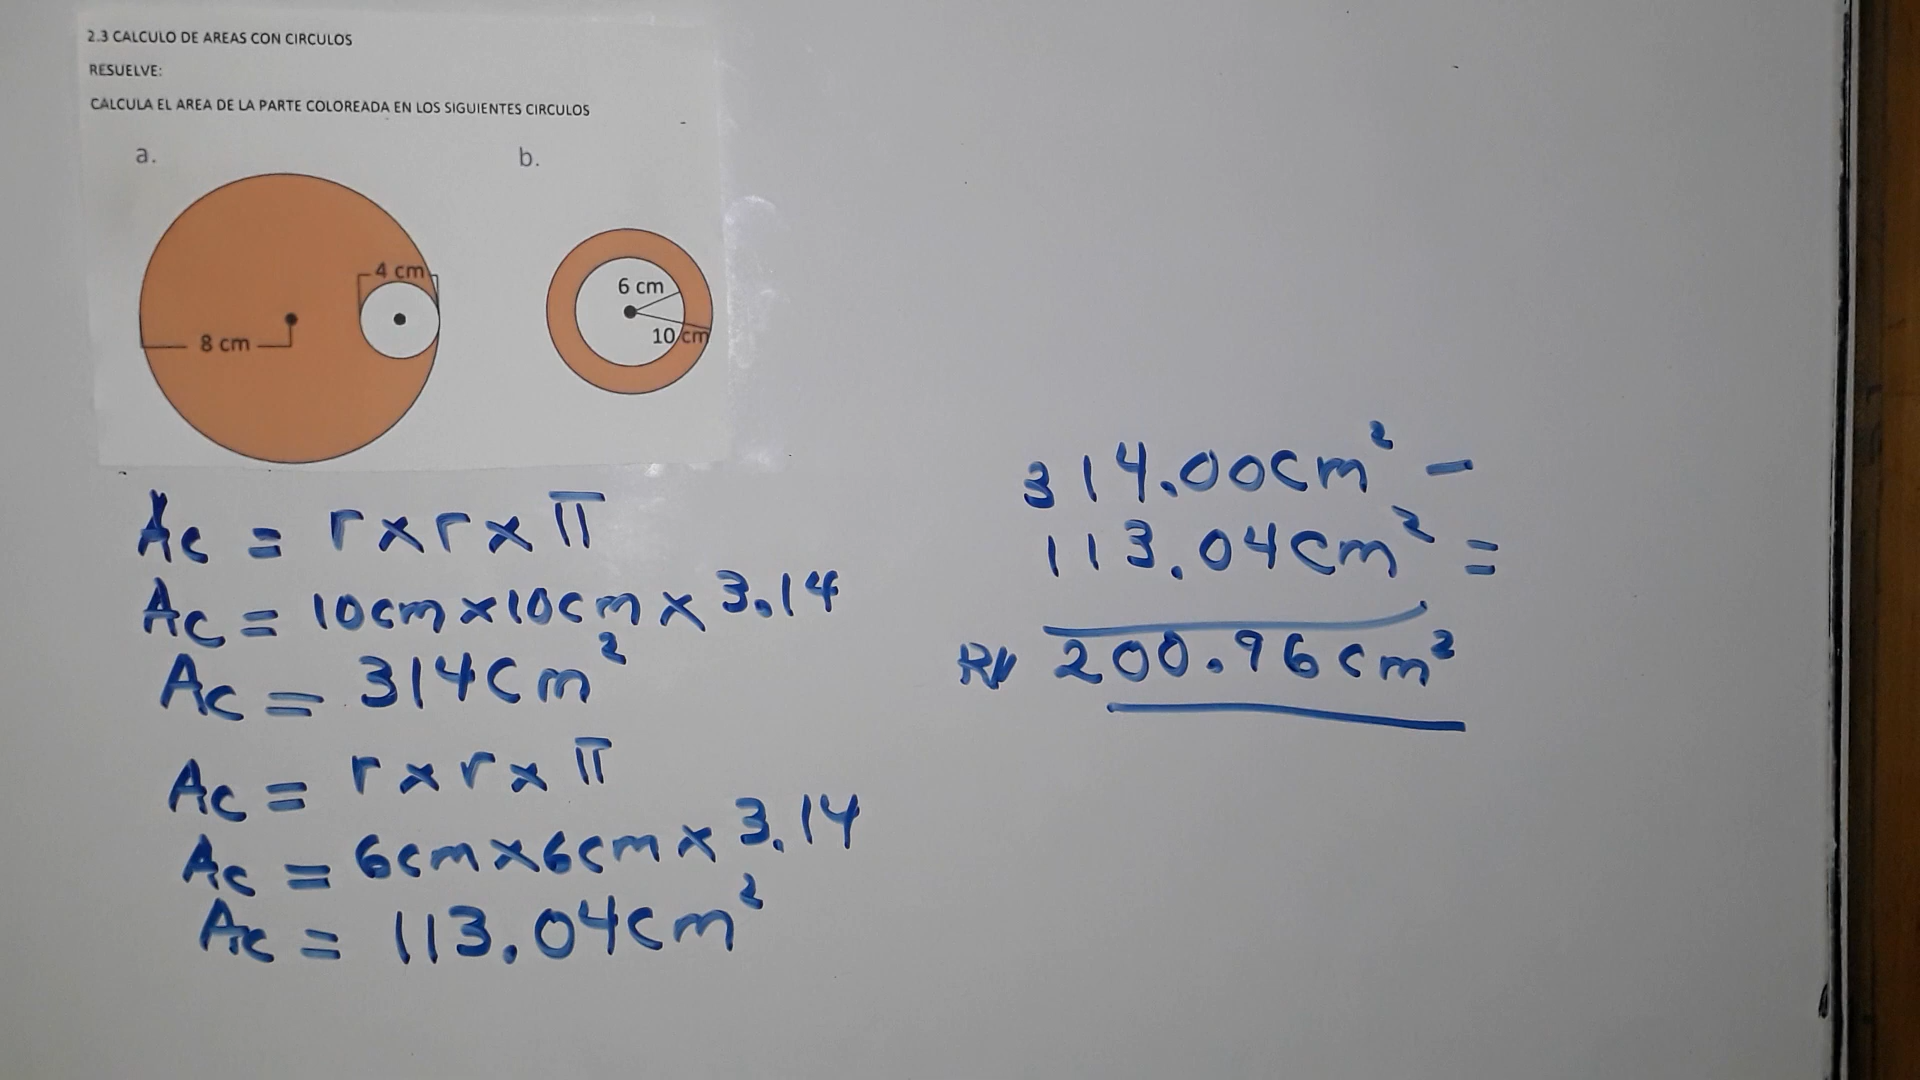 2.3 CALCULO DE AREAS CON CIRCULOS
RESUELVE:
CALCULA EL AREA DE LA PARTE COLOREADA EN LOS SIGUIENTES CIRCULOS
a.
4 cm
8 cm
b.
6 cm
10 cm
Ac = r x r x π
Ac = 10cm x 10cm x 3.14
Ac = 314cm²
Ac = r x r x π
Ac = 6cm x 6cm x 3.14
Ac = 113.04cm²
314.00cm² -
113.04cm² =
R// 200.96cm²